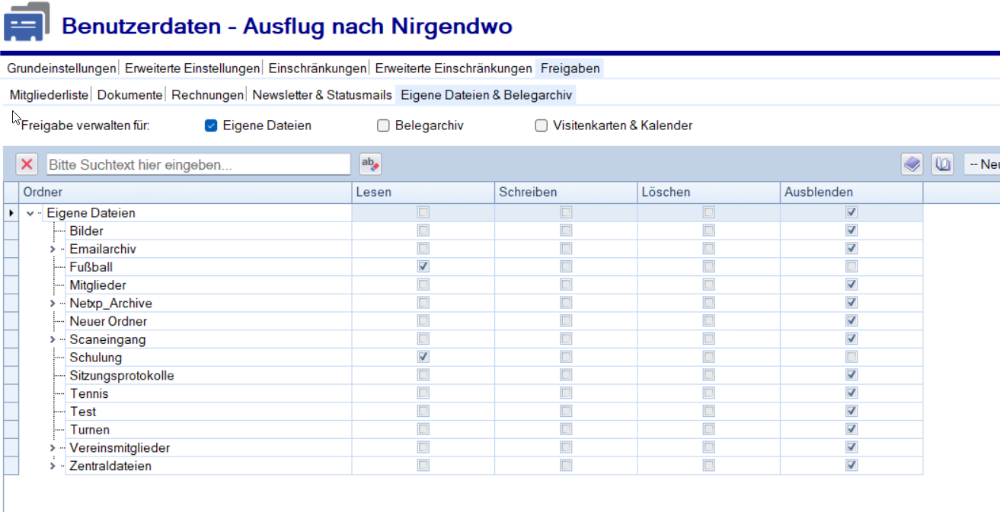 Benutzerdaten - Ausflug nach Nirgendwo
Grundeinstellungen Erweiterte Einstellungen Einschränkungen Erweiterte Einschränkungen Freigaben
Mitgliederliste Dokumente Rechnungen Newsletter & Statusmails Eigene Dateien & Belegarchiv
Freigabe verwalten für: Eigene Dateien Belegarchiv Visitenkarten & Kalender
Bitte Suchtext hier eingeben... ab -- Neu
Ordner Lesen Schreiben Löschen Ausblenden
Eigene Dateien
Bilder
Emailarchiv
Fußball
Mitglieder
Netxp_Archive
Neuer Ordner
Scaneingang
Schulung
Sitzungsprotokolle
Tennis
Test
Turnen
Vereinsmitglieder
Zentraldateien